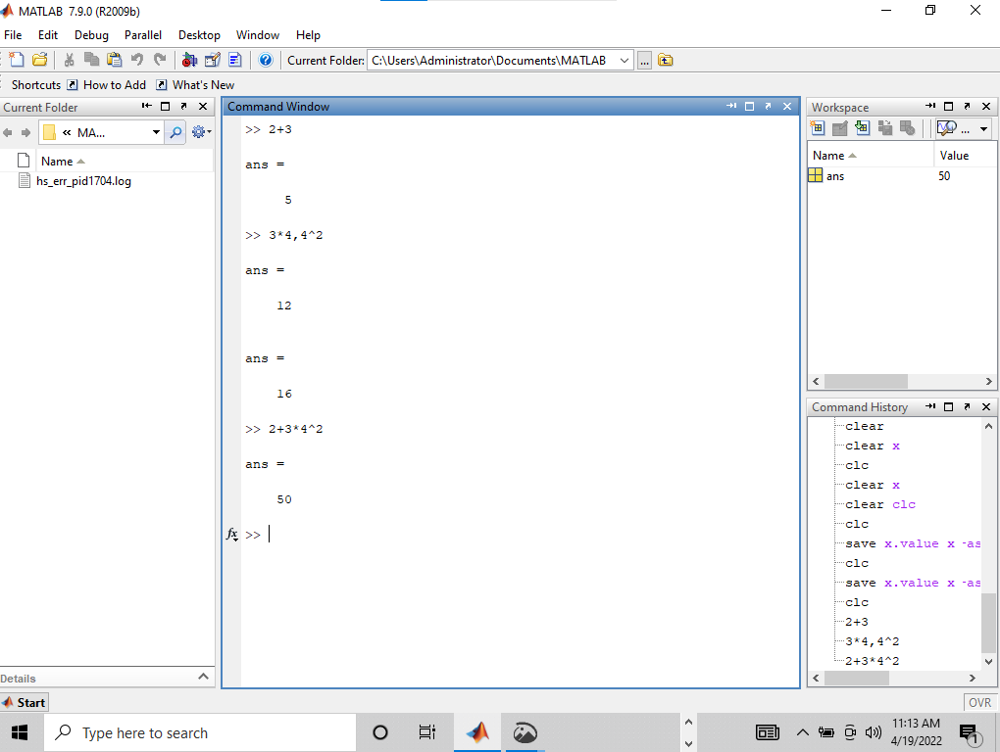 MATLAB 7.9.0 (R2009b)
File Edit Debug Parallel Desktop Window Help
Current Folder: C:\Users\Administrator\Documents\MATLAB ...
Shortcuts How to Add What's New
Current Folder
« MA...
Name
hs_err_pid1704.log
Details
Command Window
>> 2+3
ans =
5
>> 3*4,4^2
ans =
12
ans =
16
>> 2+3*4^2
ans =
50
fx >>
Workspace
...
Name Value
ans 50
Command History
clear
clear x
clc
clear x
clear clc
clc
save x.value x -as
clc
save x.value x -as
clc
2+3
3*4,4^2
2+3*4^2
Start
OVR
Type here to search
11:13 AM
4/19/2022
1